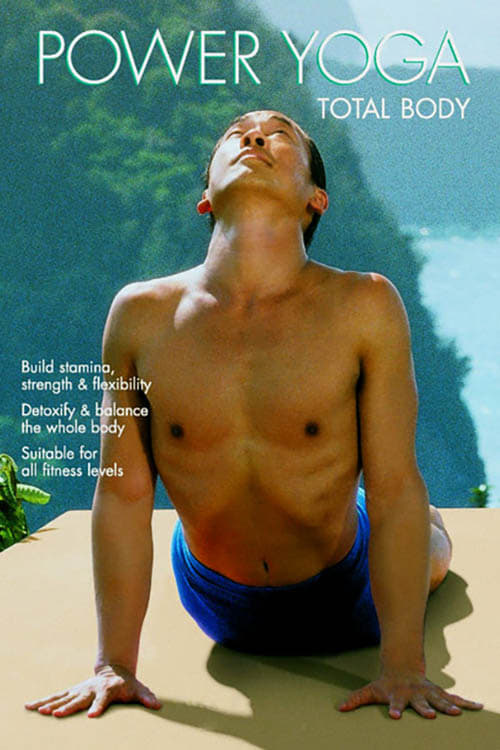 POWER YOGA
TOTAL BODY
Build stamina,
strength & flexibility
Detoxify & balance
the whole body
Suitable for
all fitness levels